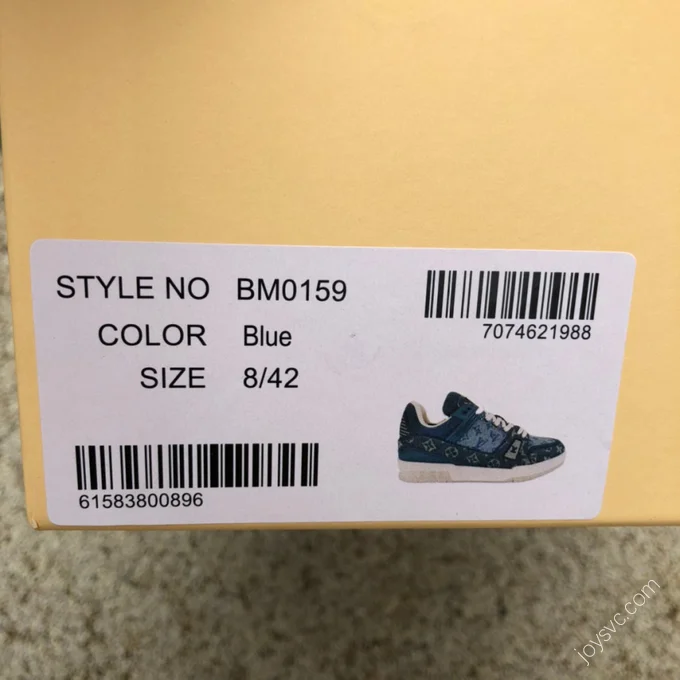 STYLE NO BM0159
COLOR Blue
SIZE 8/42
7074621988
61583800896
joysvc.com